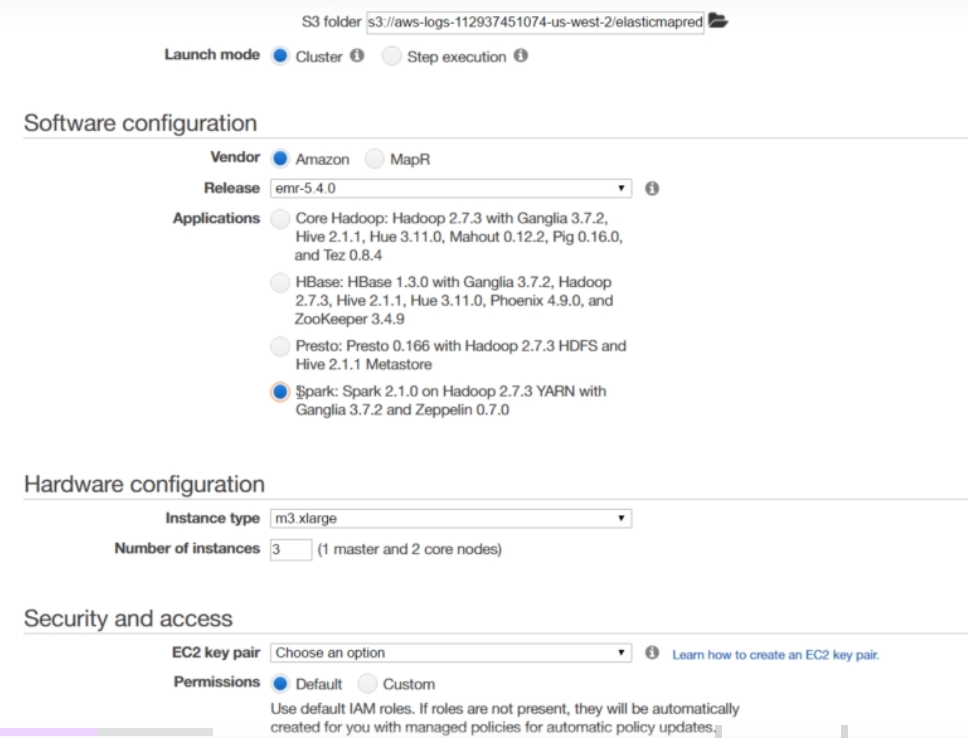 S3 folder s3://aws-logs-112937451074-us-west-2/elasticmapred
Launch mode Cluster Step execution
Software configuration
Vendor Amazon MapR
Release emr-5.4.0
Applications Core Hadoop: Hadoop 2.7.3 with Ganglia 3.7.2,
Hive 2.1.1, Hue 3.11.0, Mahout 0.12.2, Pig 0.16.0,
and Tez 0.8.4
HBase: HBase 1.3.0 with Ganglia 3.7.2, Hadoop
2.7.3, Hive 2.1.1, Hue 3.11.0, Phoenix 4.9.0, and
ZooKeeper 3.4.9
Presto: Presto 0.166 with Hadoop 2.7.3 HDFS and
Hive 2.1.1 Metastore
Spark: Spark 2.1.0 on Hadoop 2.7.3 YARN with
Ganglia 3.7.2 and Zeppelin 0.7.0
Hardware configuration
Instance type m3.xlarge
Number of instances 3 (1 master and 2 core nodes)
Security and access
EC2 key pair Choose an option Learn how to create an EC2 key pair.
Permissions Default Custom
Use default IAM roles. If roles are not present, they will be automatically
created for you with managed policies for automatic policy updates.